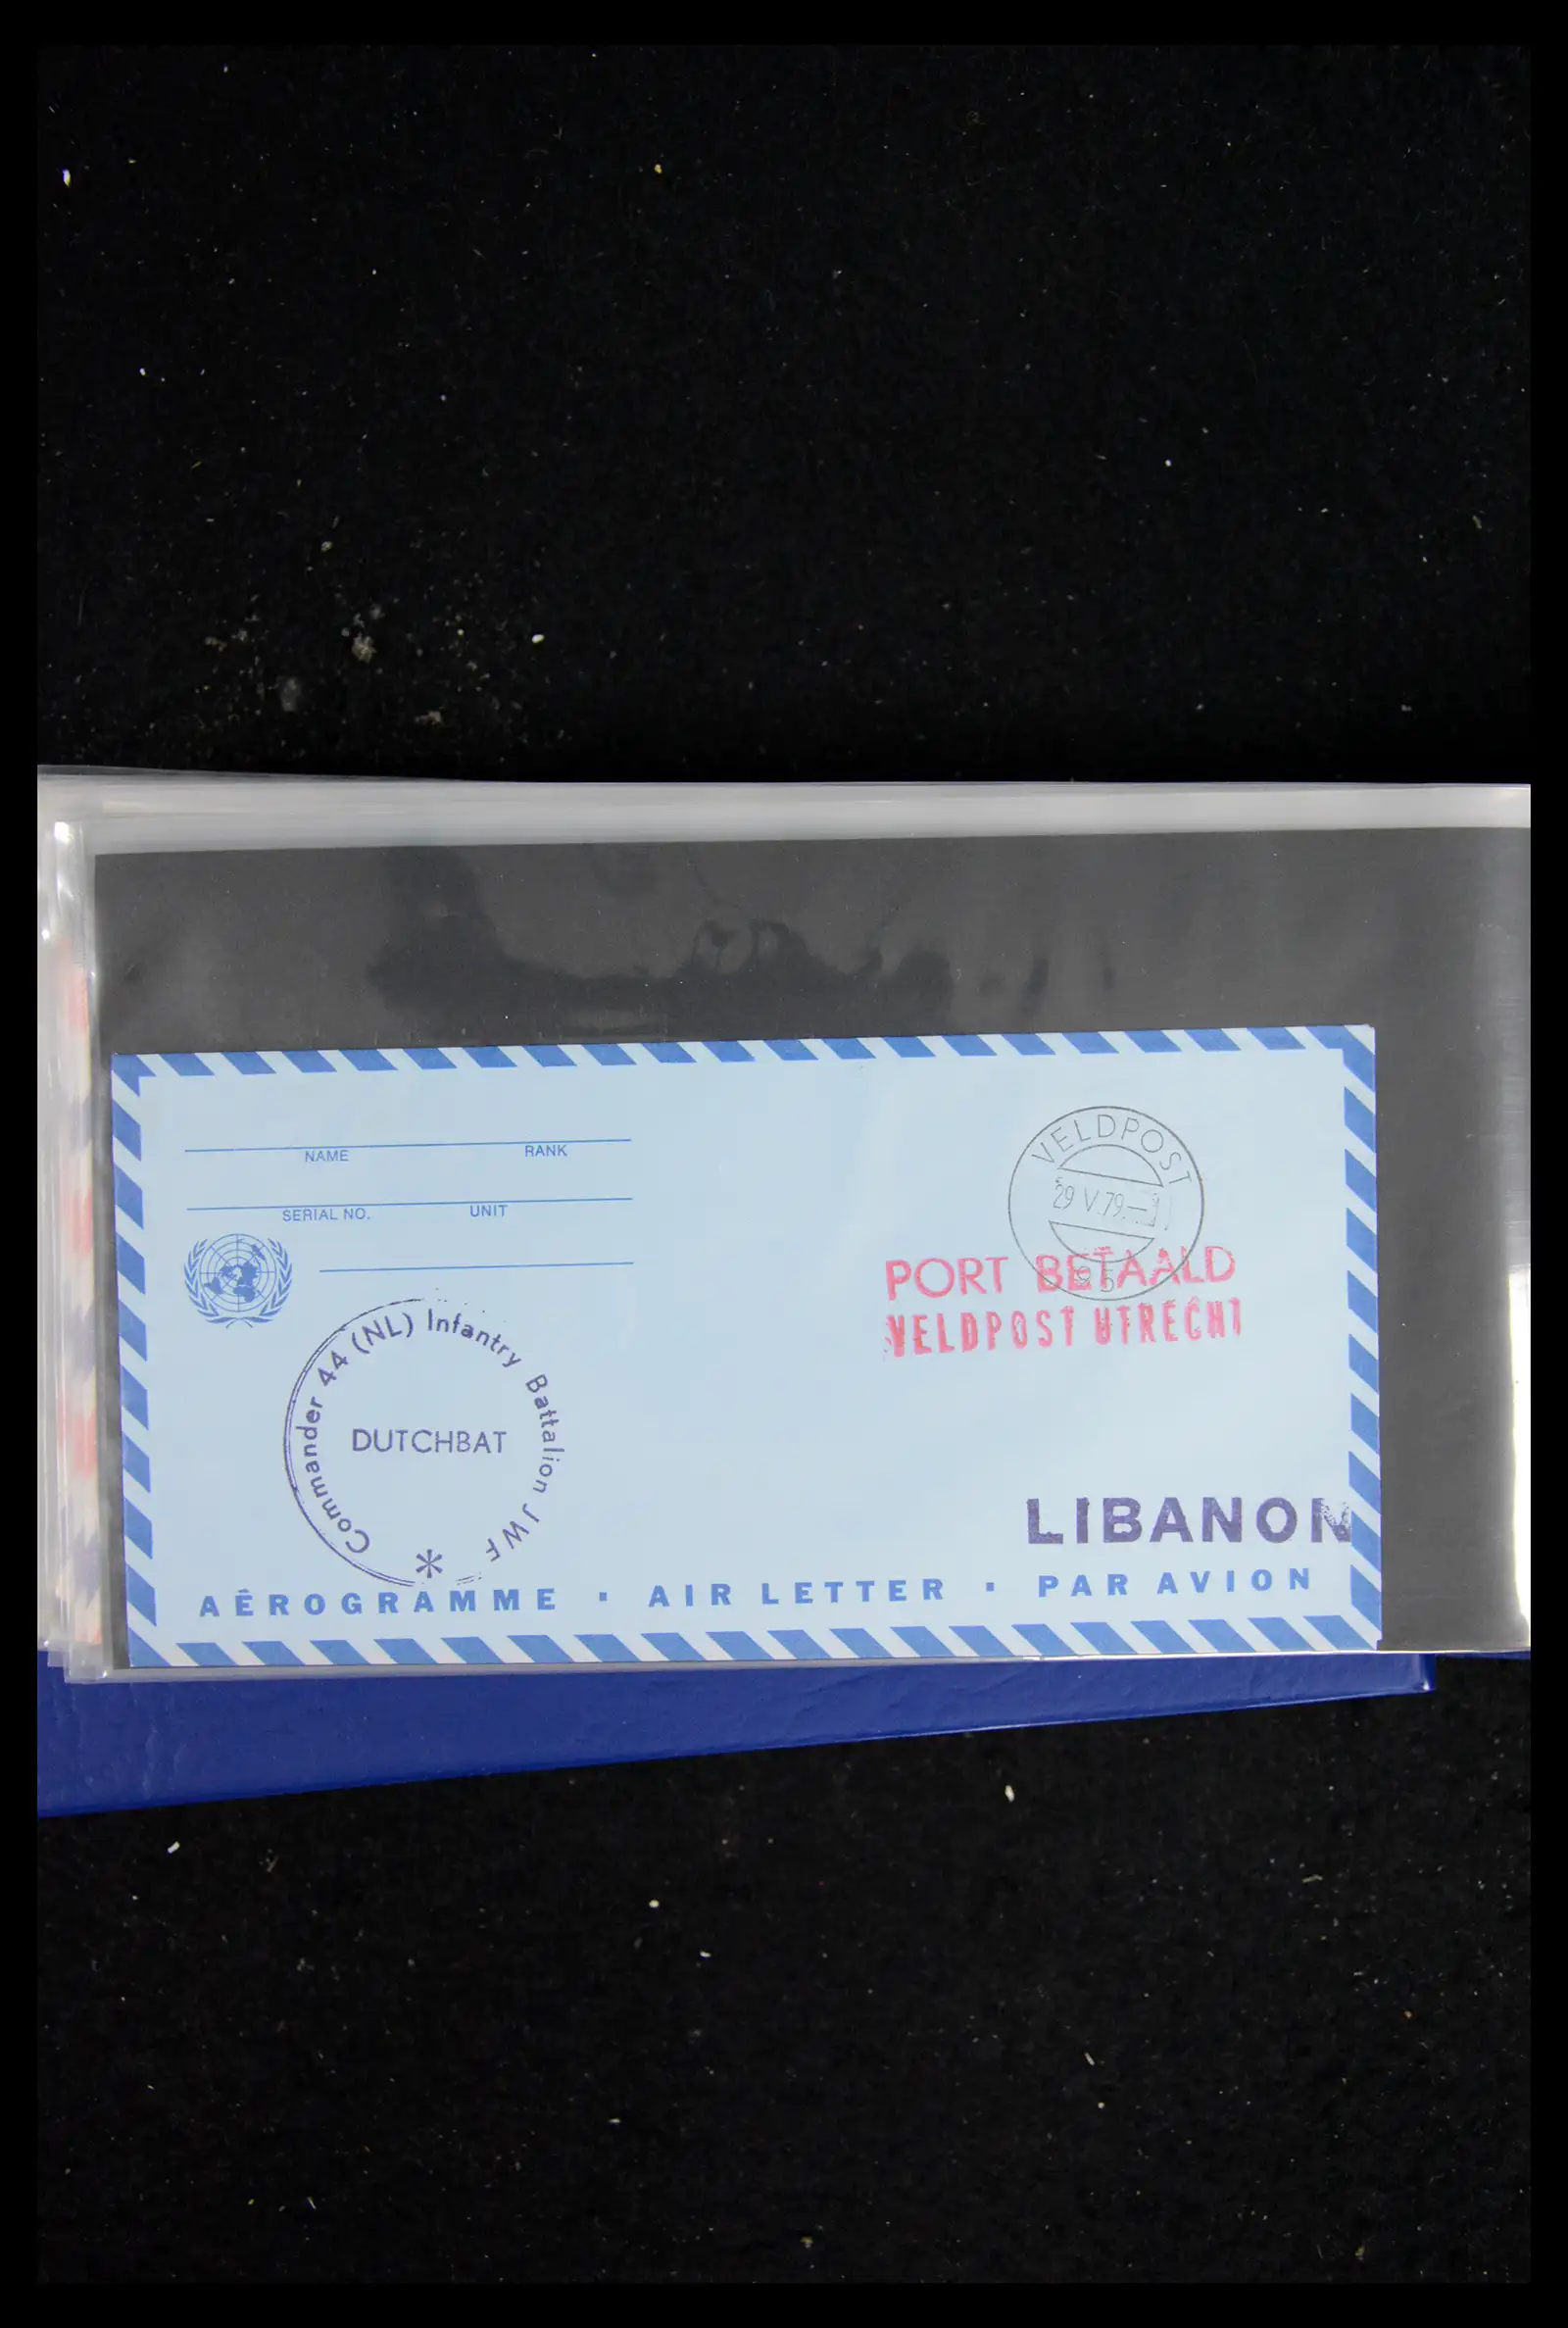 NAME RANK
SERIAL NO. UNIT
VELDPOST
29 V.79.—
PORT BETAALD
VELDPOST UTRECHT
Commander 44 (NL) Infantry Battalion JWF
DUTCHBAT
*
LIBANON
AÉROGRAMME · AIR LETTER · PAR AVION